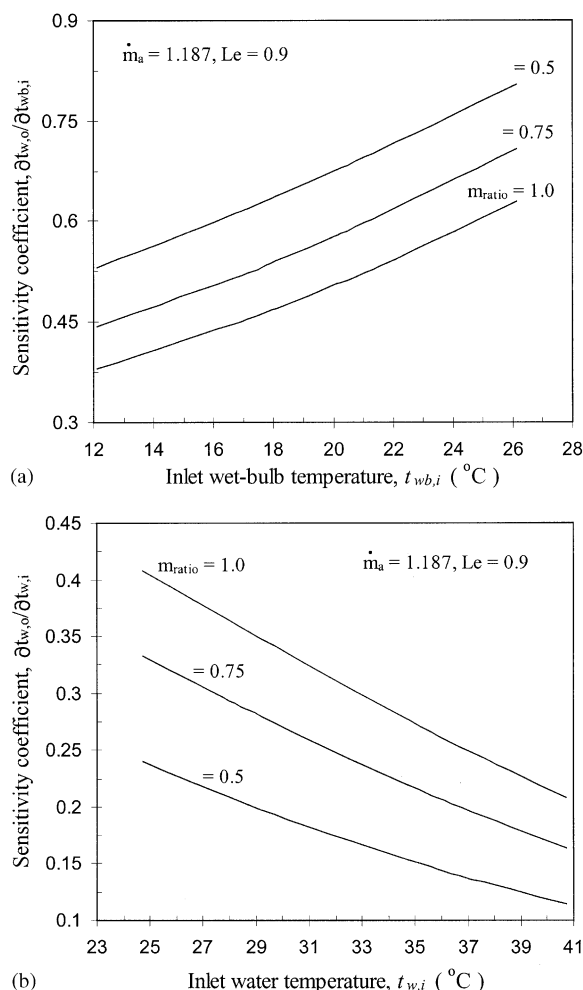 0.9
0.75
0.6
0.45
0.3
Sensitivity coefficient, ∂tw,o/∂twb,i
ṁa = 1.187, Le = 0.9
= 0.5
= 0.75
mratio = 1.0
12 14 16 18 20 22 24 26 28
(a) Inlet wet-bulb temperature, twb,i (°C)
0.45
0.4
0.35
0.3
0.25
0.2
0.15
0.1
Sensitivity coefficient, ∂tw,o/∂tw,i
mratio = 1.0
ṁa = 1.187, Le = 0.9
= 0.75
= 0.5
23 25 27 29 31 33 35 37 39 41
(b) Inlet water temperature, tw,i (°C)